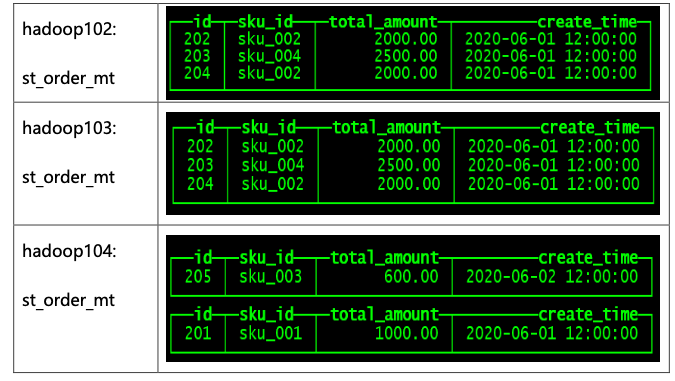 hadoop102:
st_order_mt
id sku_id total_amount create_time
202 sku_002 2000.00 2020-06-01 12:00:00
203 sku_004 2500.00 2020-06-01 12:00:00
204 sku_002 2000.00 2020-06-01 12:00:00
hadoop103:
st_order_mt
id sku_id total_amount create_time
202 sku_002 2000.00 2020-06-01 12:00:00
203 sku_004 2500.00 2020-06-01 12:00:00
204 sku_002 2000.00 2020-06-01 12:00:00
hadoop104:
st_order_mt
id sku_id total_amount create_time
205 sku_003 600.00 2020-06-02 12:00:00
id sku_id total_amount create_time
201 sku_001 1000.00 2020-06-01 12:00:00